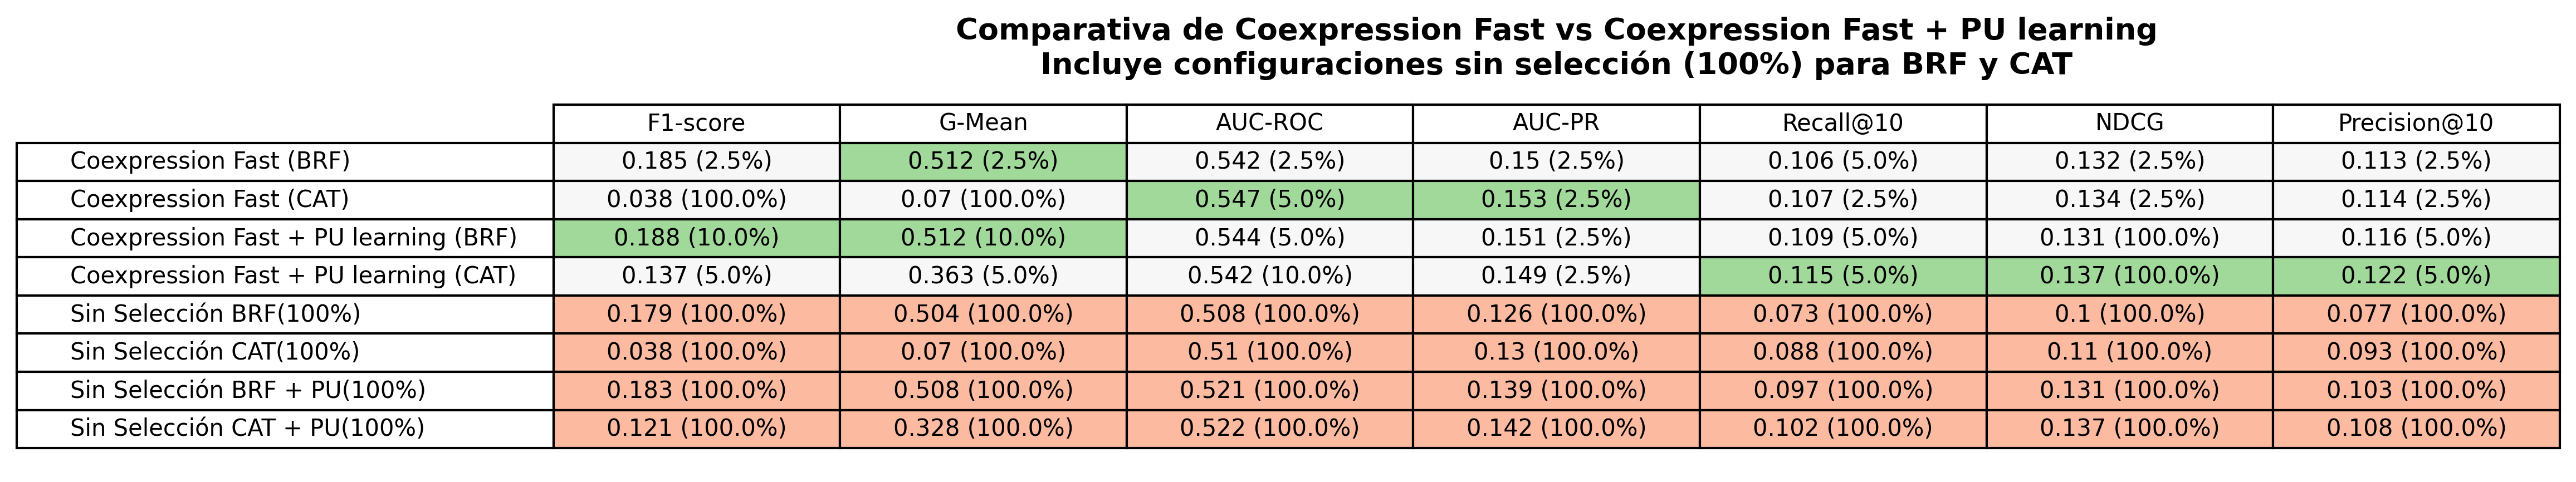 Comparativa de Coexpression Fast vs Coexpression Fast + PU learning
Incluye configuraciones sin selección (100%) para BRF y CAT
F1-score G-Mean AUC-ROC AUC-PR Recall@10 NDCG Precision@10
Coexpression Fast (BRF) 0.185 (2.5%) 0.512 (2.5%) 0.542 (2.5%) 0.15 (2.5%) 0.106 (5.0%) 0.132 (2.5%) 0.113 (2.5%)
Coexpression Fast (CAT) 0.038 (100.0%) 0.07 (100.0%) 0.547 (5.0%) 0.153 (2.5%) 0.107 (2.5%) 0.134 (2.5%) 0.114 (2.5%)
Coexpression Fast + PU learning (BRF) 0.188 (10.0%) 0.512 (10.0%) 0.544 (5.0%) 0.151 (2.5%) 0.109 (5.0%) 0.131 (100.0%) 0.116 (5.0%)
Coexpression Fast + PU learning (CAT) 0.137 (5.0%) 0.363 (5.0%) 0.542 (10.0%) 0.149 (2.5%) 0.115 (5.0%) 0.137 (100.0%) 0.122 (5.0%)
Sin Selección BRF(100%) 0.179 (100.0%) 0.504 (100.0%) 0.508 (100.0%) 0.126 (100.0%) 0.073 (100.0%) 0.1 (100.0%) 0.077 (100.0%)
Sin Selección CAT(100%) 0.038 (100.0%) 0.07 (100.0%) 0.51 (100.0%) 0.13 (100.0%) 0.088 (100.0%) 0.11 (100.0%) 0.093 (100.0%)
Sin Selección BRF + PU(100%) 0.183 (100.0%) 0.508 (100.0%) 0.521 (100.0%) 0.139 (100.0%) 0.097 (100.0%) 0.131 (100.0%) 0.103 (100.0%)
Sin Selección CAT + PU(100%) 0.121 (100.0%) 0.328 (100.0%) 0.522 (100.0%) 0.142 (100.0%) 0.102 (100.0%) 0.137 (100.0%) 0.108 (100.0%)